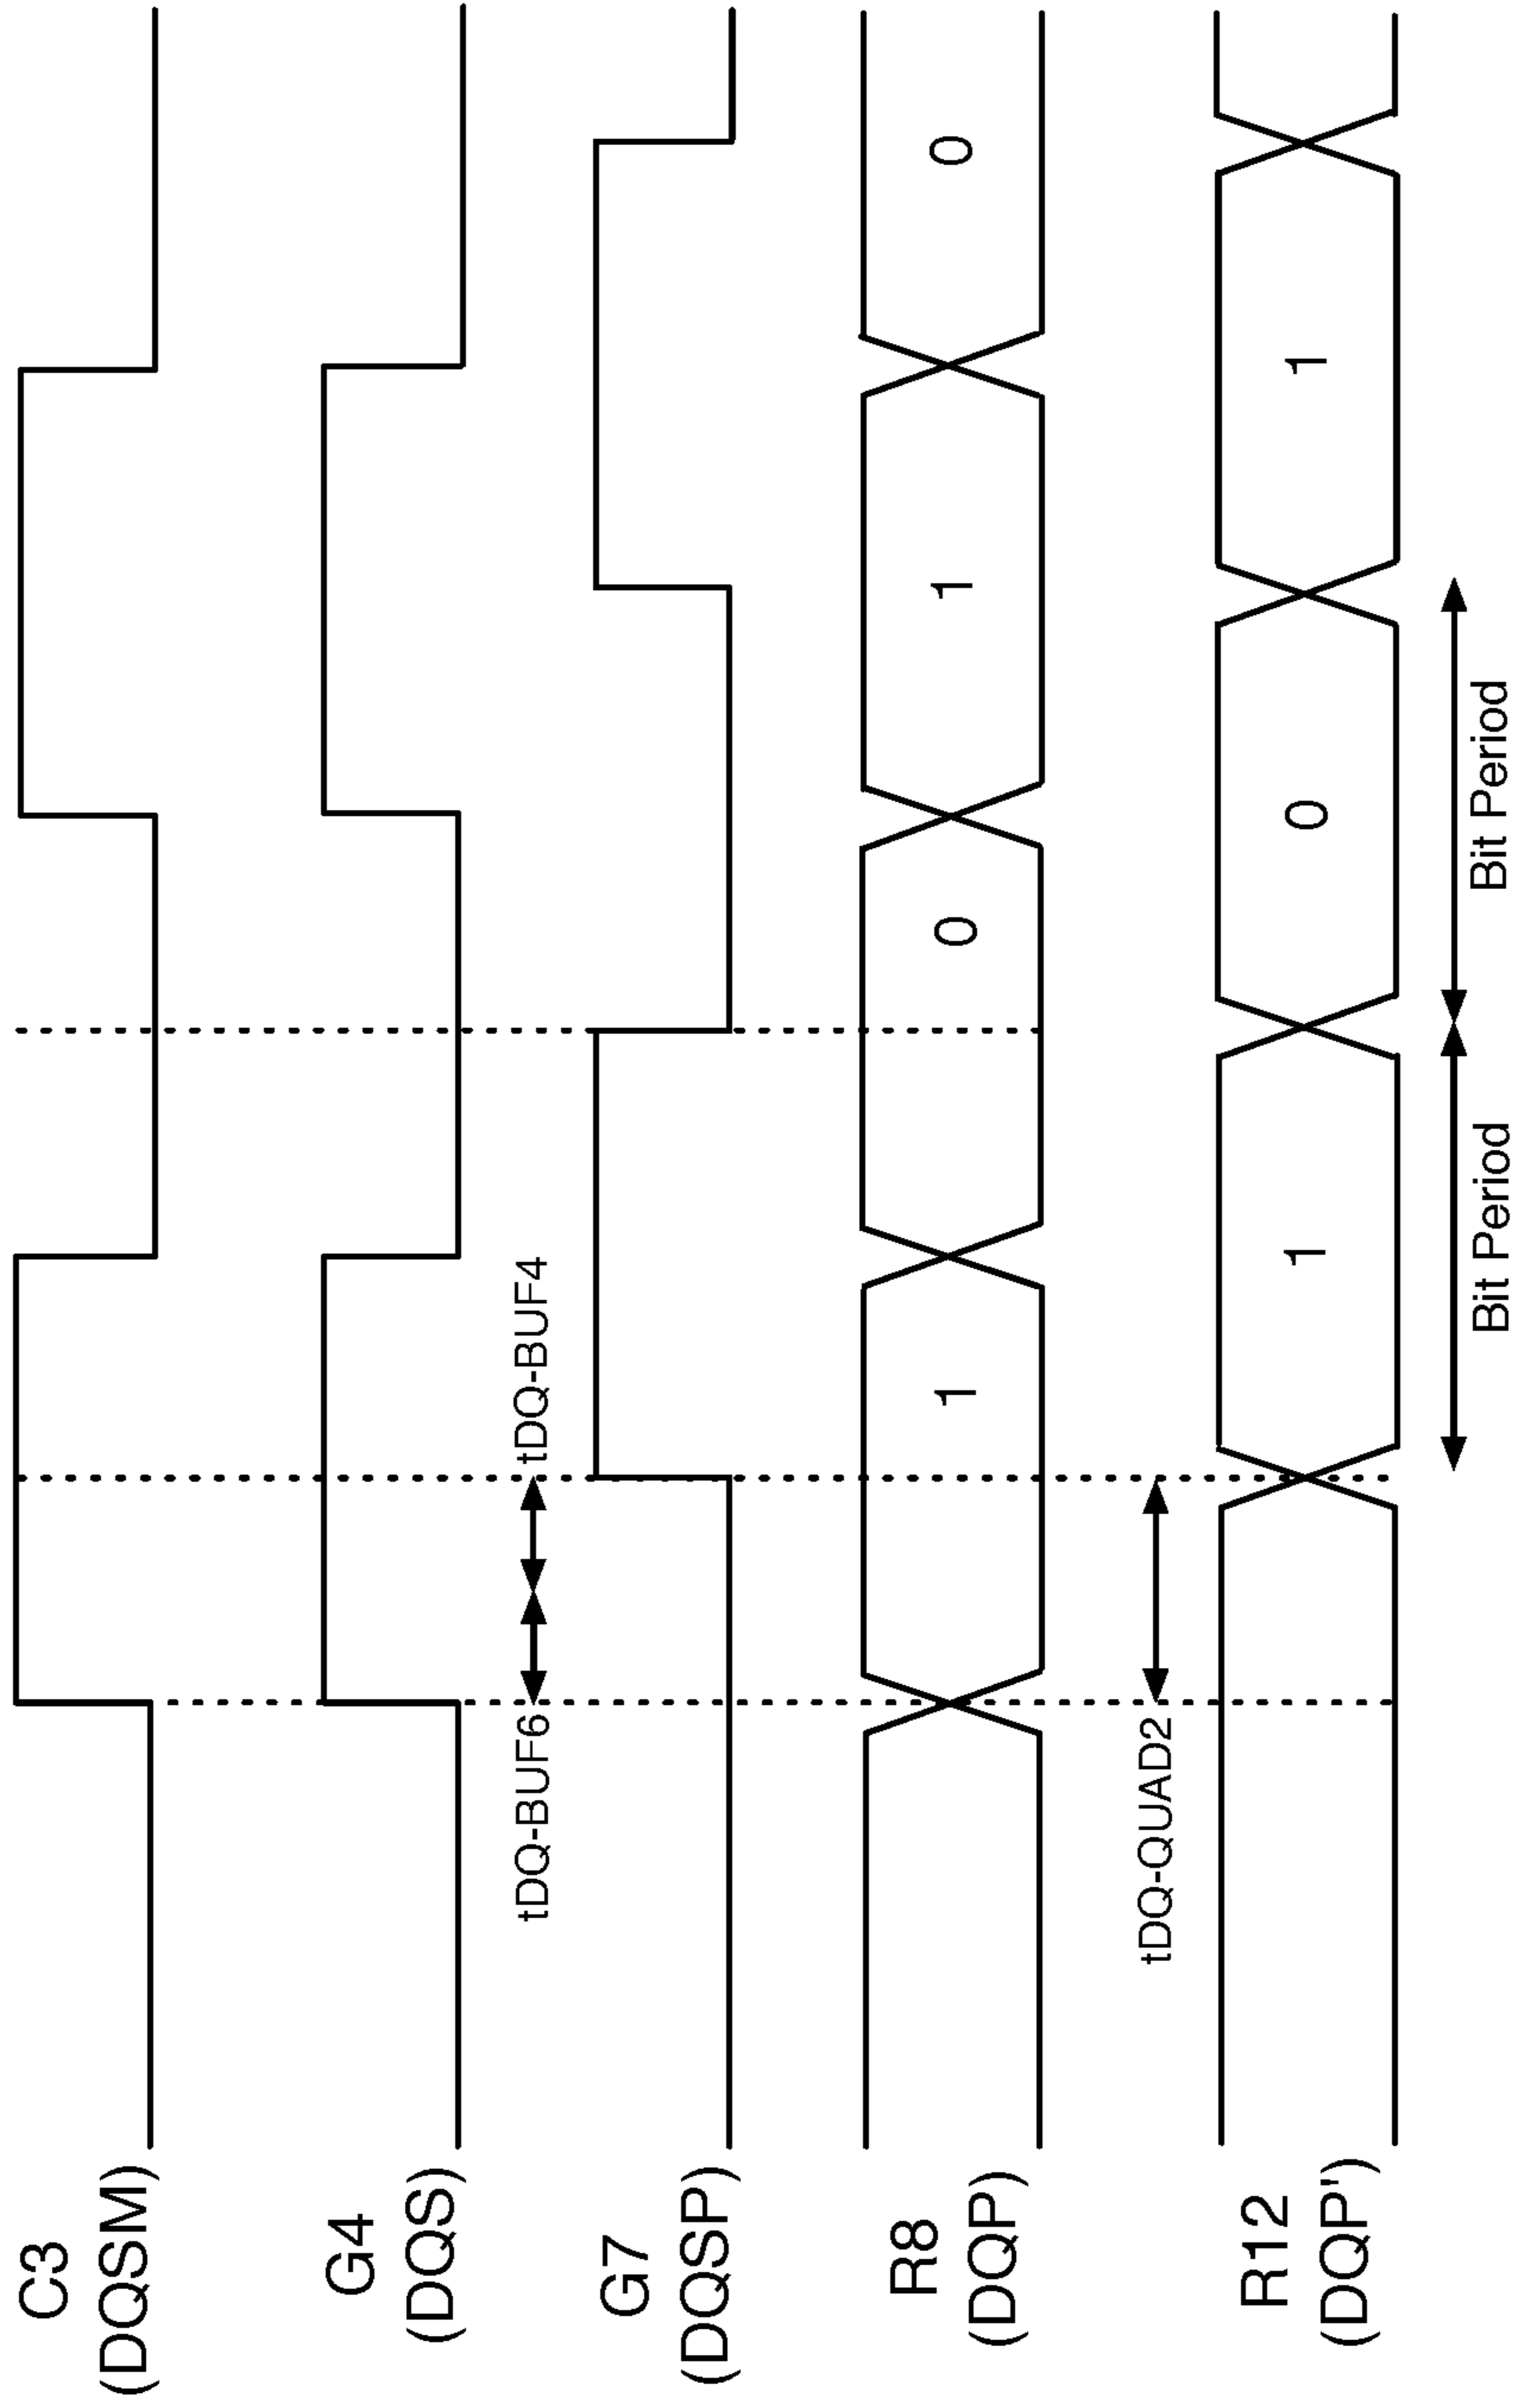 C3
(DQSM)
G4
(DQS)
tDQ-BUF6
tDQ-BUF4
G7
(DQSP)
R8
(DQP)
1
0
1
0
tDQ-QUAD2
R12
(DQP')
1
0
1
Bit Period
Bit Period